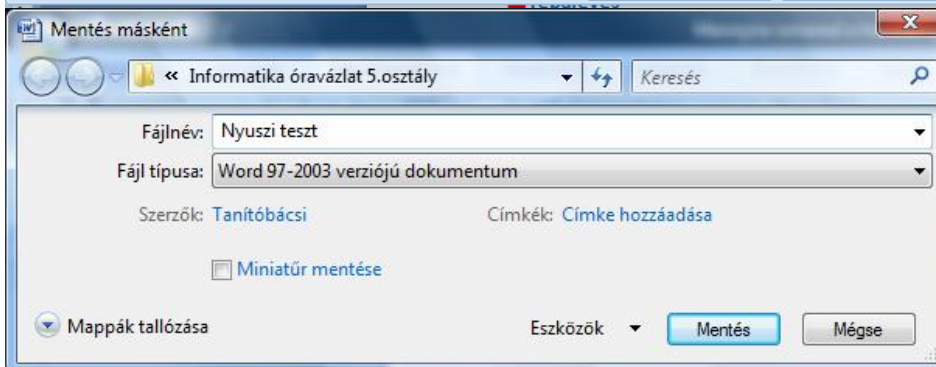 Mentés másként
« Informatika óravázlat 5.osztály Keresés
Fájlnév: Nyuszi teszt
Fájl típusa: Word 97-2003 verziójú dokumentum
Szerzők: Tanítóbácsi Címkék: Címke hozzáadása
Miniatűr mentése
Mappák tallózása Eszközök Mentés Mégse